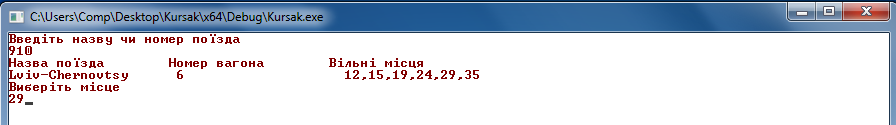 C:\Users\Comp\Desktop\Kursak\x64\Debug\Kursak.exe
Введіть назву чи номер поїзда
910
Назва поїзда Номер вагона Вільні місця
Lviv-Chernovtsy 6 12,15,19,24,29,35
Виберіть місце
29_